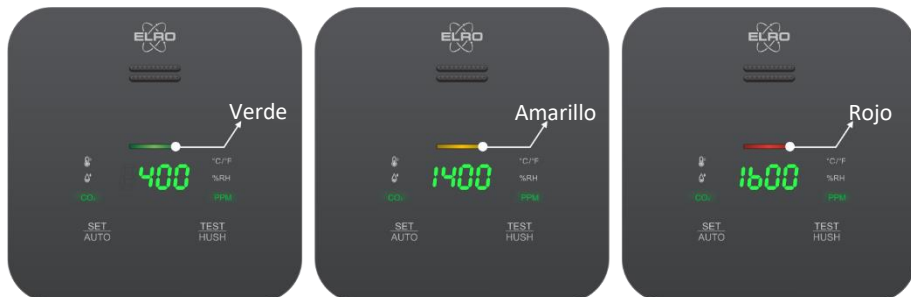 ELRO
Verde
°C/°F
400
%RH
CO₂
PPM
SET
TEST
AUTO
HUSH
ELRO
Amarillo
°C/°F
1400
%RH
CO₂
PPM
SET
TEST
AUTO
HUSH
ELRO
Rojo
°C/°F
1600
%RH
CO₂
PPM
SET
TEST
AUTO
HUSH